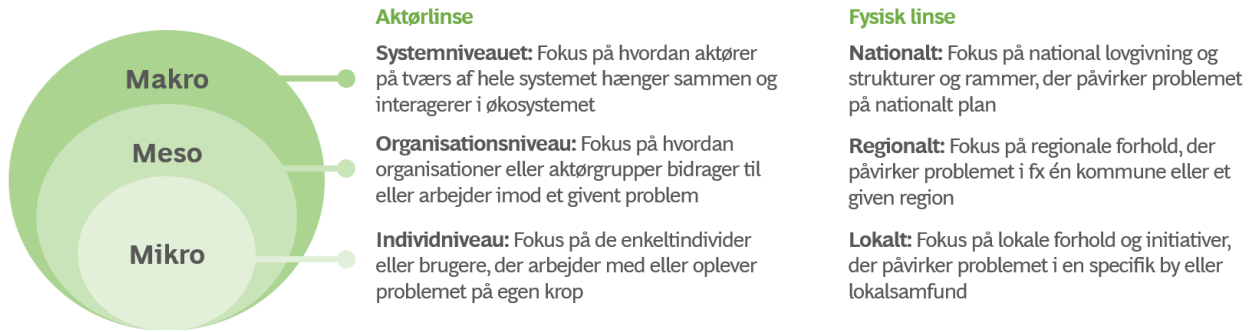 Makro
Meso
Mikro
Aktørlinse
Systemniveauet: Fokus på hvordan aktører
på tværs af hele systemet hænger sammen og
interagerer i økosystemet
Organisationsniveau: Fokus på hvordan
organisationer eller aktørgrupper bidrager til
eller arbejder imod et givent problem
Individniveau: Fokus på de enkeltindivider
eller brugere, der arbejder med eller oplever
problemet på egen krop
Fysisk linse
Nationalt: Fokus på national lovgivning og
strukturer og rammer, der påvirker problemet
på nationalt plan
Regionalt: Fokus på regionale forhold, der
påvirker problemet i fx én kommune eller et
given region
Lokalt: Fokus på lokale forhold og initiativer,
der påvirker problemet i en specifik by eller
lokalsamfund